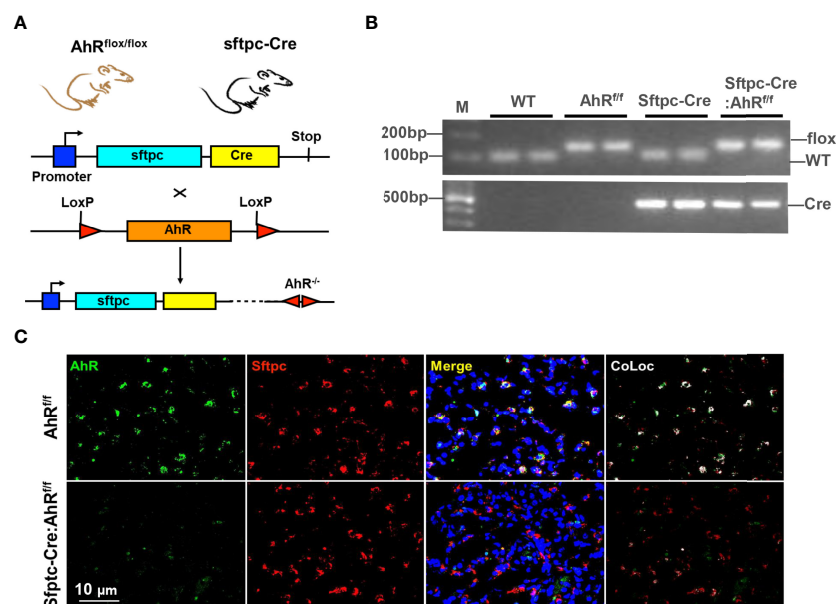 A
AhRflox/flox
sftpc-Cre
Stop
sftpc
Cre
Promoter
LoxP
LoxP
AhR
AhR-/-
sftpc
B
M
WT
AhRf/f
Sftpc-Cre
Sftpc-Cre
:AhRf/f
200bp
100bp
flox
WT
500bp
Cre
C
AhR
Sftpc
Merge
CoLoc
AhRf/f
Sfptc-Cre:AhRf/f
10 µm